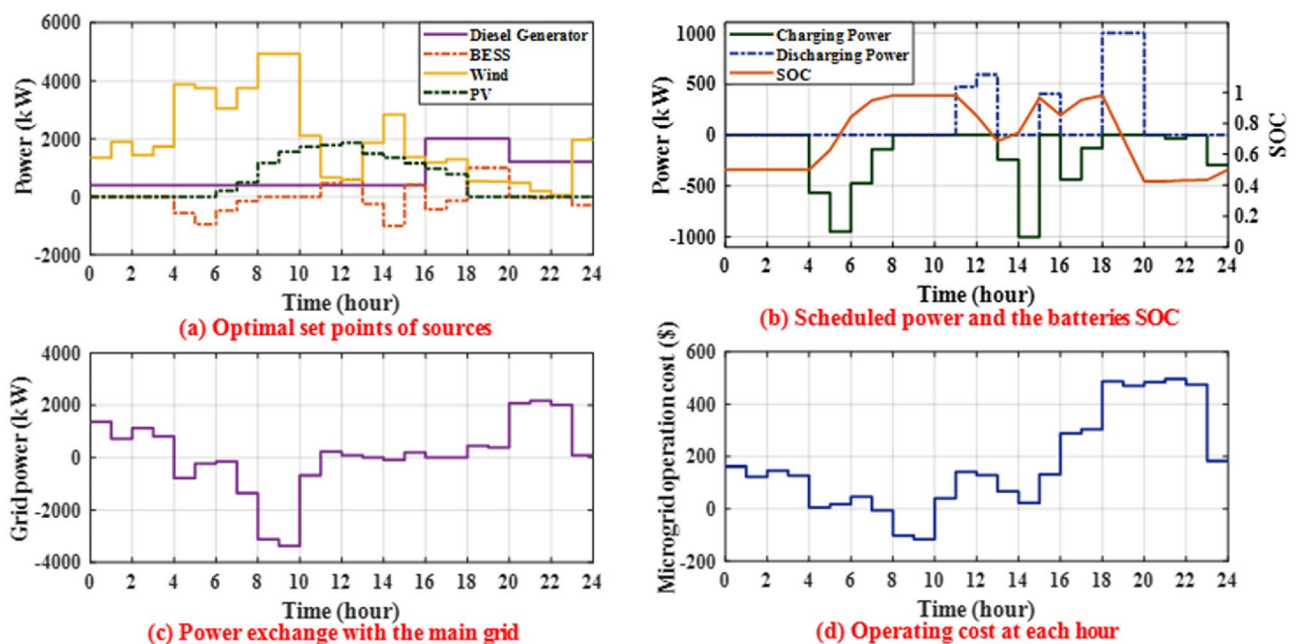 6000
4000
2000
0
-2000
Power (kW)
Diesel Generator
BESS
Wind
PV
0 2 4 6 8 10 12 14 16 18 20 22 24
Time (hour)
(a) Optimal set points of sources
1000
500
0
-500
-1000
Power (kW)
Charging Power
Discharging Power
SOC
1
0.8
0.6
0.4
0.2
0
SOC
0 2 4 6 8 10 12 14 16 18 20 22 24
Time (hour)
(b) Scheduled power and the batteries SOC
4000
2000
0
-2000
-4000
Grid power (kW)
0 2 4 6 8 10 12 14 16 18 20 22 24
Time (hour)
(c) Power exchange with the main grid
600
400
200
0
-200
Microgrid operation cost ($)
0 2 4 6 8 10 12 14 16 18 20 22 24
Time (hour)
(d) Operating cost at each hour